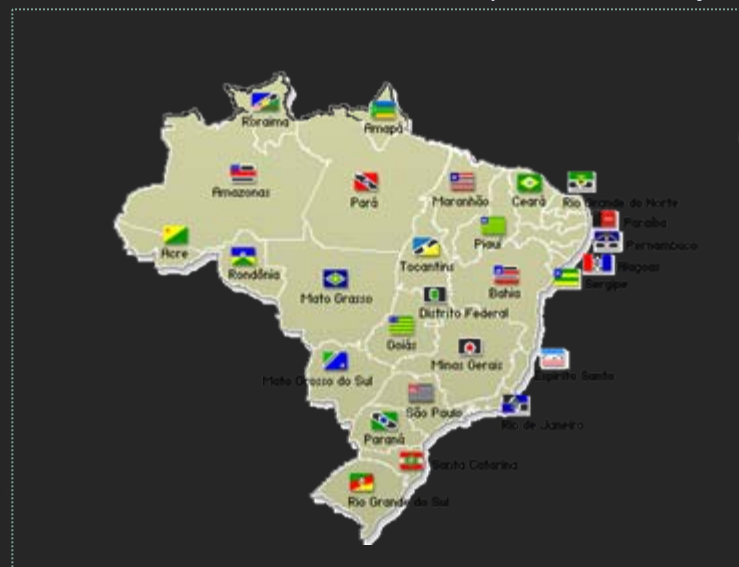 Roraima
Amapá
Amazonas
Pará
Maranhão
Ceará
Rio Grande do Norte
Paraíba
Piauí
Pernambuco
Acre
Tocantins
Alagoas
Rondônia
Sergipe
Mato Grosso
Bahia
Distrito Federal
Goiás
Minas Gerais
Espírito Santo
Mato Grosso do Sul
São Paulo
Rio de Janeiro
Paraná
Santa Catarina
Rio Grande do Sul